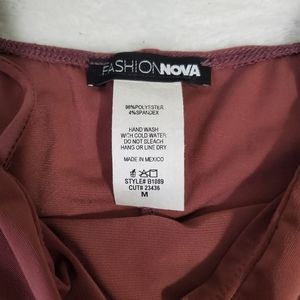 FASHIONNOVA
96%POLYESTER
4%SPANDEX
HAND WASH
WITH COLD WATER
DO NOT BLEACH
HANG OR LINE DRY
MADE IN MEXICO
STYLE# B1089
CUT# 23436
M